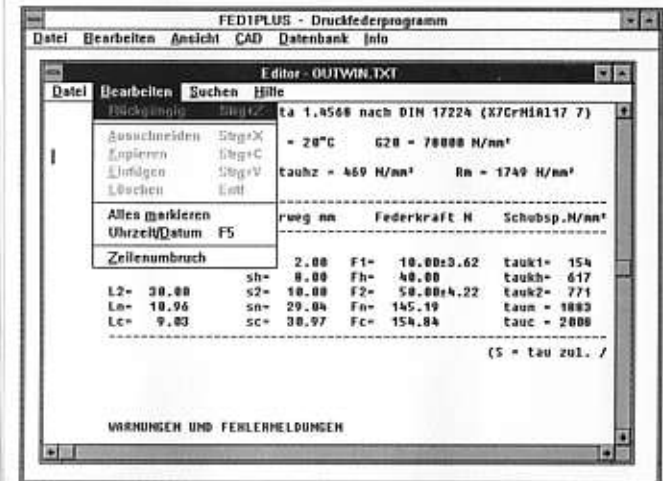 FED1PLUS - Druckfederprogramm
Datei Bearbeiten Ansicht CAD Datenbank Info
Editor - OUTWIN.TXT
Datei Bearbeiten Suchen Hilfe
Rückgängig Strg+Z
Ausschneiden Strg+X
Kopieren Strg+C
Einfügen Strg+V
Löschen Entf
Alles markieren
Uhrzeit/Datum F5
Zeilenumbruch
ta 1.4568 nach DIN 17224 (X7CrNiAl17 7)
= 20°C G20 = 78000 N/mm²
tauhz = 469 N/mm² Rm = 1749 N/mm²
rweg mm Federkraft N Schubsp.N/mm²
2.00 F1= 10.00±3.62 tauk1= 154
sh= 8.00 Fh= 40.00 taukh= 617
L2= 30.00 s2= 10.00 F2= 50.00±4.22 tauk2= 771
Ln= 10.96 sn= 29.04 Fn= 145.19 taun =
Lc= 9.03 sc= 30.97 Fc= 154.84 tauc =
(S = tau zul. /
WARNUNGEN UND FEHLERMELDUNGEN